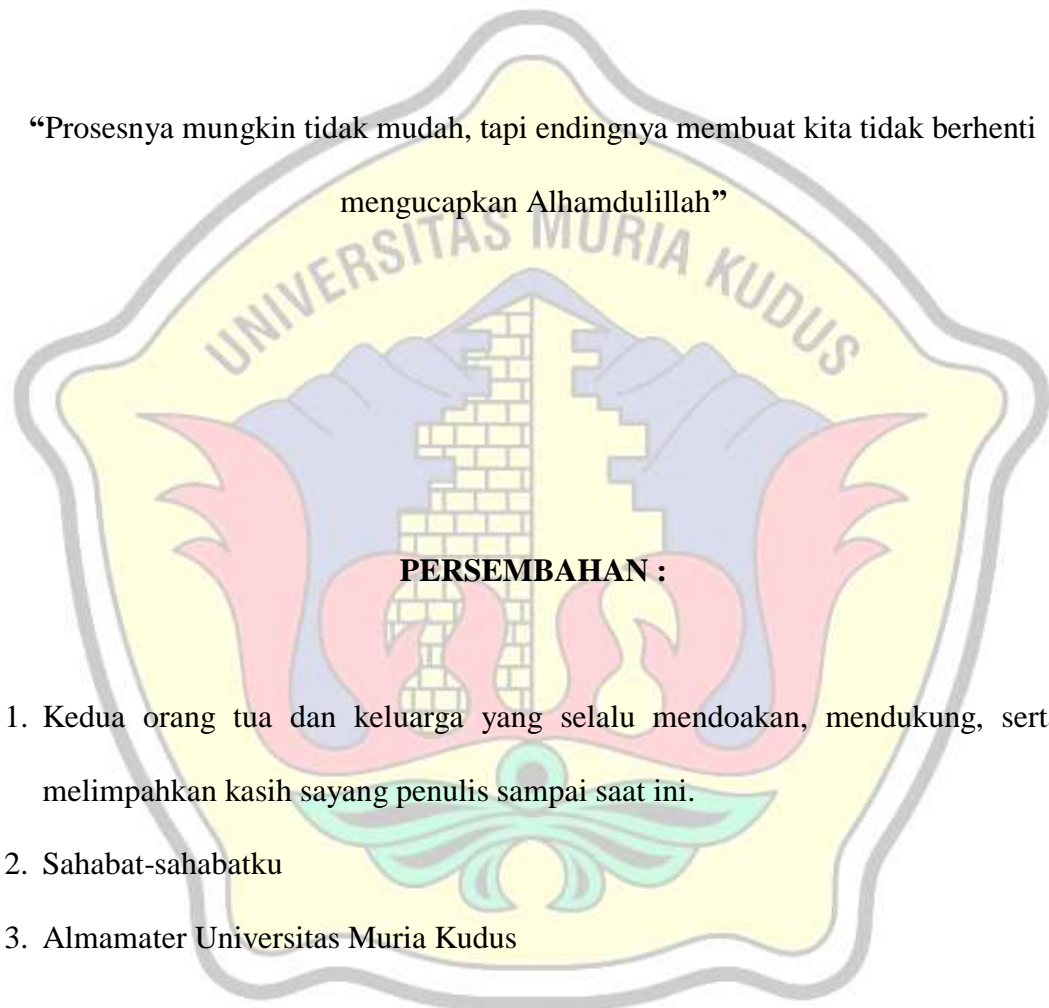 “Prosesnya mungkin tidak mudah, tapi endingnya membuat kita tidak berhenti
mengucapkan Alhamdulillah”
UNIVERSITAS MURIA KUDUS
PERSEMBAHAN :
1. Kedua orang tua dan keluarga yang selalu mendoakan, mendukung, sert
melimpahkan kasih sayang penulis sampai saat ini.
2. Sahabat-sahabatku
3. Almamater Universitas Muria Kudus